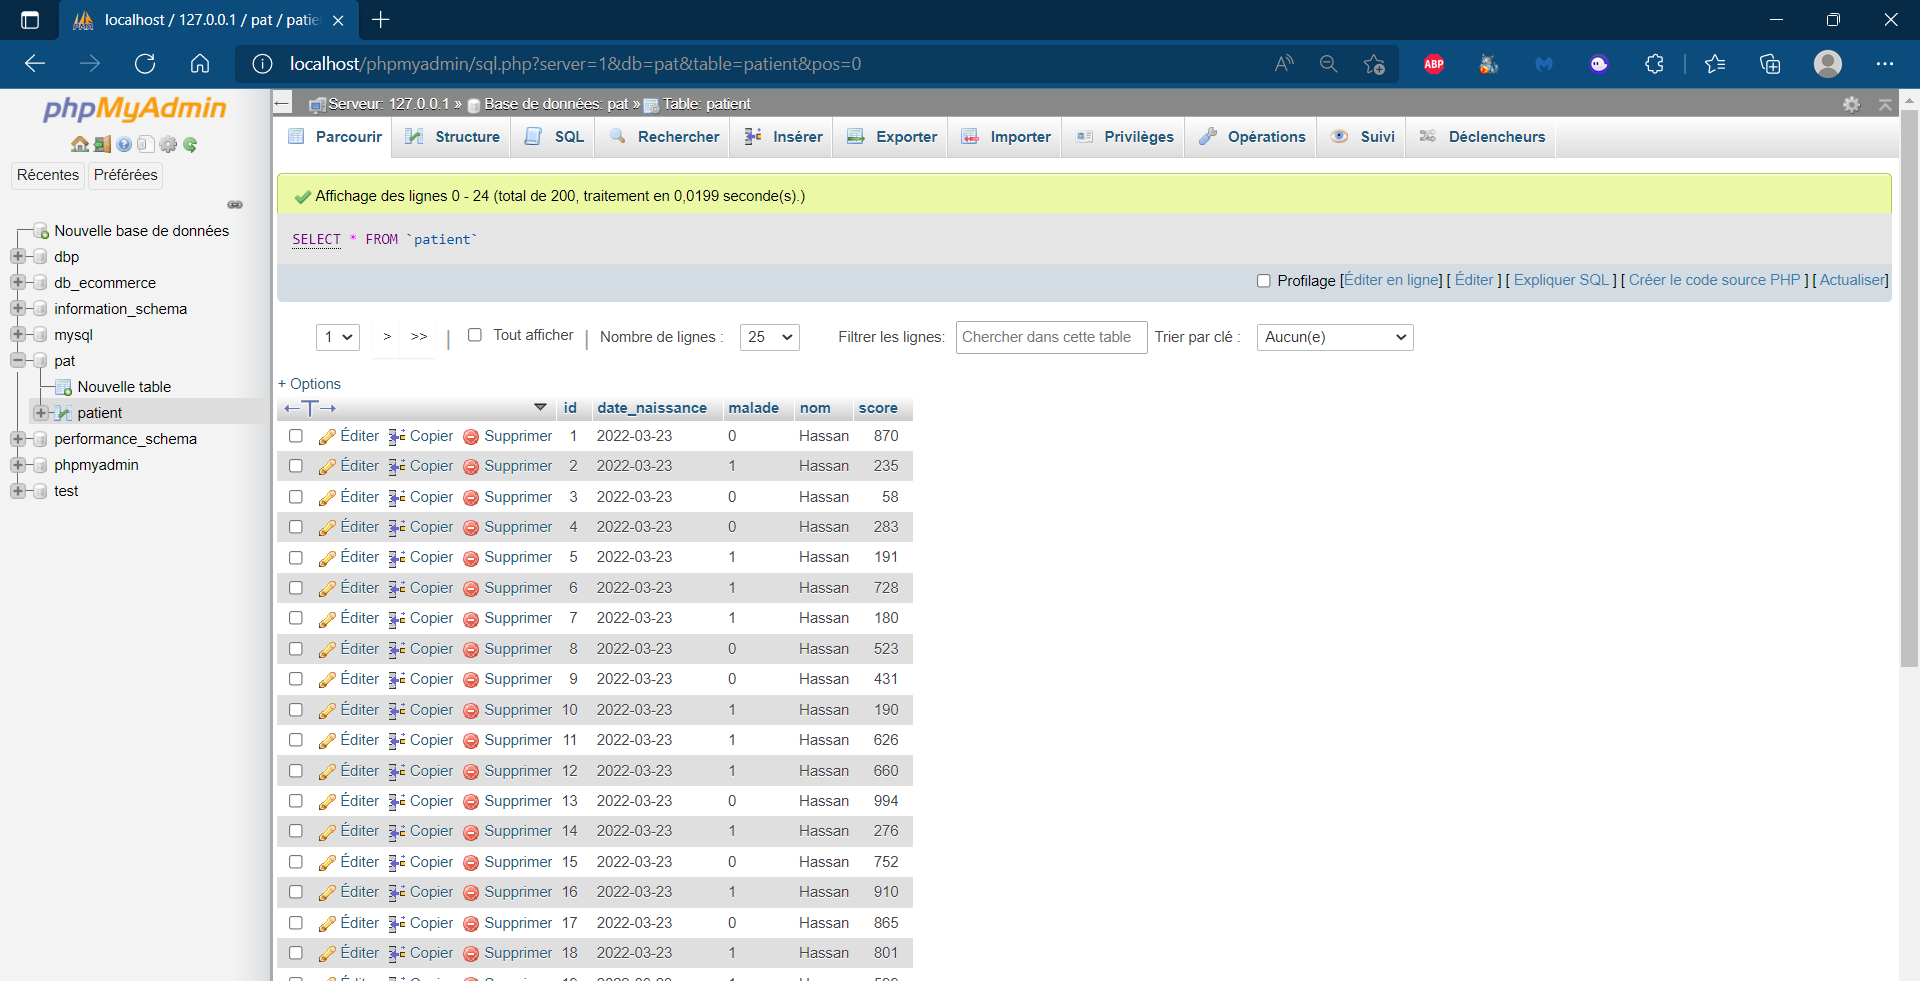 localhost / 127.0.0.1 / pat / patie
localhost/phpmyadmin/sql.php?server=1&db=pat&table=patient&pos=0
ABP
phpMyAdmin
Récentes Préférées
Nouvelle base de données
dbp
db_ecommerce
information_schema
mysql
pat
Nouvelle table
patient
performance_schema
phpmyadmin
test
Serveur: 127.0.0.1 » Base de données: pat » Table: patient
Parcourir Structure SQL Rechercher Insérer Exporter Importer Privilèges Opérations Suivi Déclencheurs
Affichage des lignes 0 - 24 (total de 200, traitement en 0,0199 seconde(s).)
SELECT * FROM `patient`
Profilage [Éditer en ligne] [ Éditer ] [ Expliquer SQL ] [ Créer le code source PHP ] [ Actualiser]
1 > >> | Tout afficher | Nombre de lignes : 25 Filtrer les lignes: Chercher dans cette table Trier par clé : Aucun(e)
+ Options
←T→ id date_naissance malade nom score
Éditer Copier Supprimer 1 2022-03-23 0 Hassan 870
Éditer Copier Supprimer 2 2022-03-23 1 Hassan 235
Éditer Copier Supprimer 3 2022-03-23 0 Hassan 58
Éditer Copier Supprimer 4 2022-03-23 0 Hassan 283
Éditer Copier Supprimer 5 2022-03-23 1 Hassan 191
Éditer Copier Supprimer 6 2022-03-23 1 Hassan 728
Éditer Copier Supprimer 7 2022-03-23 1 Hassan 180
Éditer Copier Supprimer 8 2022-03-23 0 Hassan 523
Éditer Copier Supprimer 9 2022-03-23 0 Hassan 431
Éditer Copier Supprimer 10 2022-03-23 1 Hassan 190
Éditer Copier Supprimer 11 2022-03-23 1 Hassan 626
Éditer Copier Supprimer 12 2022-03-23 1 Hassan 660
Éditer Copier Supprimer 13 2022-03-23 0 Hassan 994
Éditer Copier Supprimer 14 2022-03-23 1 Hassan 276
Éditer Copier Supprimer 15 2022-03-23 0 Hassan 752
Éditer Copier Supprimer 16 2022-03-23 1 Hassan 910
Éditer Copier Supprimer 17 2022-03-23 0 Hassan 865
Éditer Copier Supprimer 18 2022-03-23 1 Hassan 801